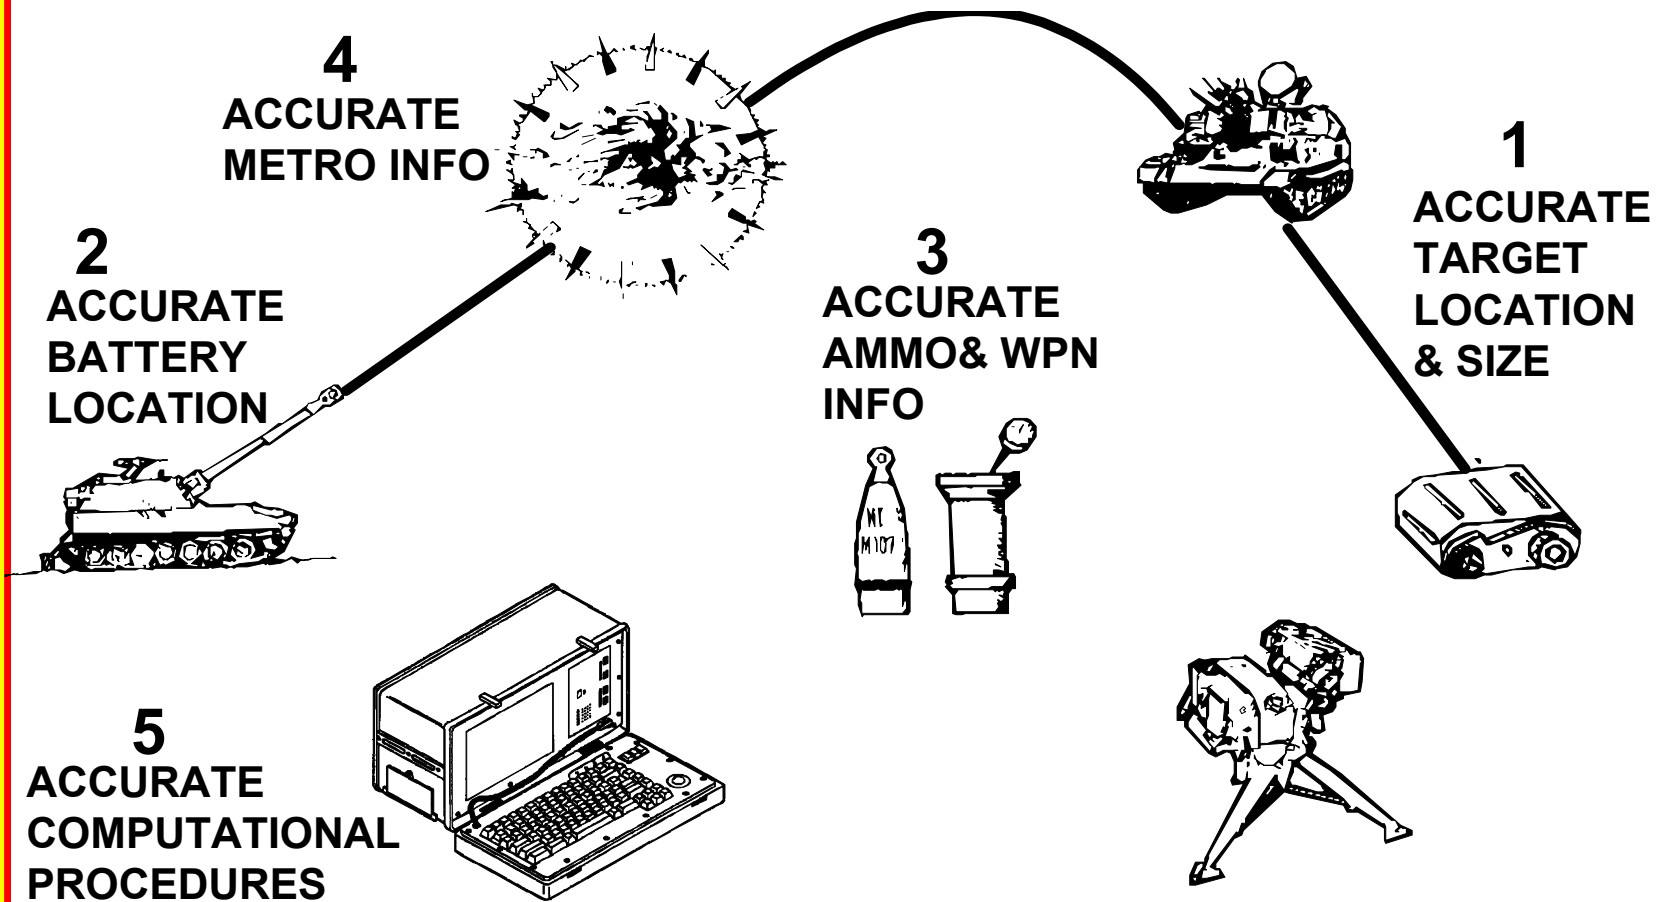 4
ACCURATE
METRO INFO
1
ACCURATE
TARGET
LOCATION
& SIZE
2
ACCURATE
BATTERY
LOCATION
3
ACCURATE
AMMO& WPN
INFO
M107
5
ACCURATE
COMPUTATIONAL
PROCEDURES